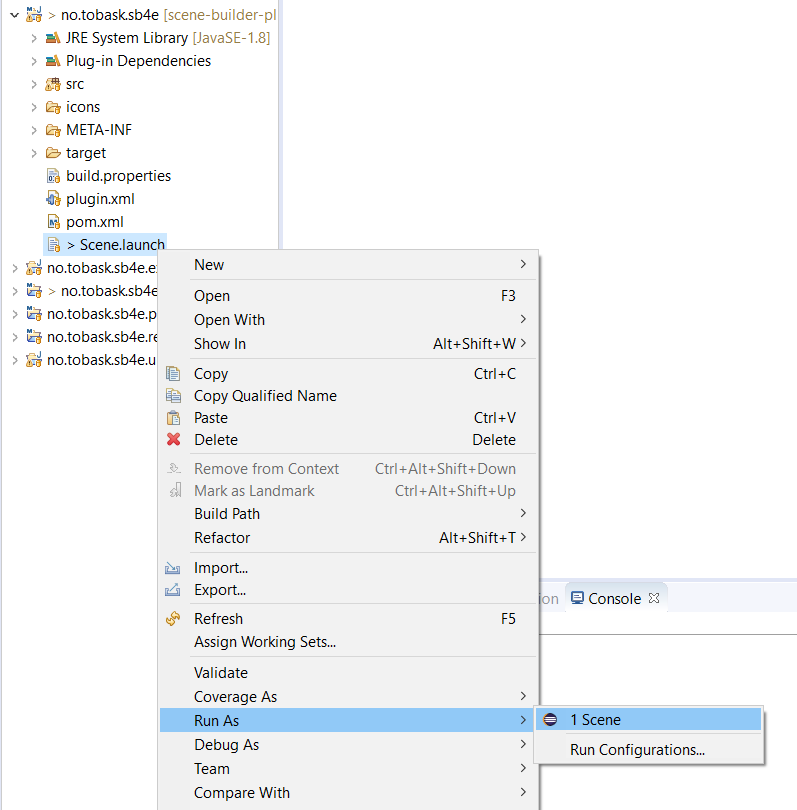 > no.tobask.sb4e [scene-builder-pl
JRE System Library [JavaSE-1.8]
Plug-in Dependencies
src
icons
META-INF
target
build.properties
plugin.xml
pom.xml
> Scene.launch
no.tobask.sb4e.e
> no.tobask.sb4e
no.tobask.sb4e.p
no.tobask.sb4e.re
no.tobask.sb4e.u
New
Open F3
Open With
Show In Alt+Shift+W
Copy Ctrl+C
Copy Qualified Name
Paste Ctrl+V
Delete Delete
Remove from Context Ctrl+Alt+Shift+Down
Mark as Landmark Ctrl+Alt+Shift+Up
Build Path
Refactor Alt+Shift+T
Import...
Export...
Refresh F5
Assign Working Sets...
Validate
Coverage As
Run As
Debug As
Team
Compare With
ion Console
1 Scene
Run Configurations...